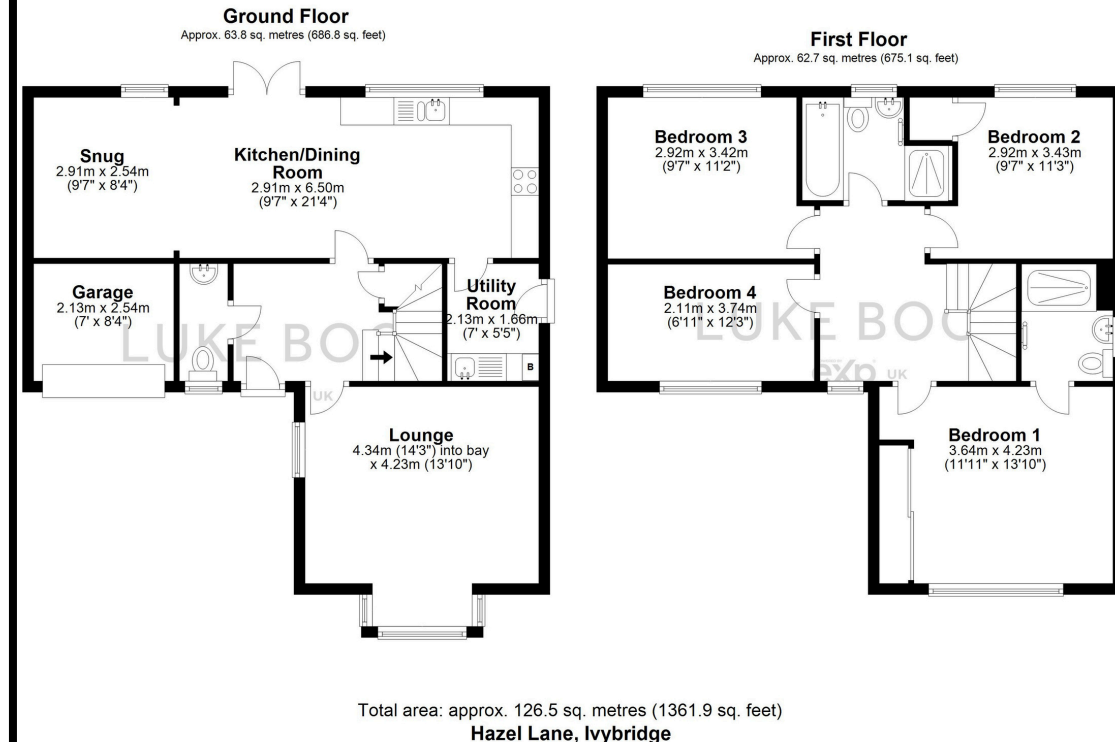 Ground Floor
Approx. 63.8 sq. metres (686.8 sq. feet)
Snug
2.91m x 2.54m
(9'7" x 8'4")
Kitchen/Dining
Room
2.91m x 6.50m
(9'7" x 21'4")
Garage
2.13m x 2.54m
(7' x 8'4")
Utility
Room
2.13m x 1.66m
(7' x 5'5")
B
LUKE BOO
UK
Lounge
4.34m (14'3") into bay
x 4.23m (13'10")
First Floor
Approx. 62.7 sq. metres (675.1 sq. feet)
Bedroom 3
2.92m x 3.42m
(9'7" x 11'2")
Bedroom 2
2.92m x 3.43m
(9'7" x 11'3")
Bedroom 4
2.11m x 3.74m
(6'11" x 12'3")
LUKE BOO
exp UK
Bedroom 1
3.64m x 4.23m
(11'11" x 13'10")
Total area: approx. 126.5 sq. metres (1361.9 sq. feet)
Hazel Lane, Ivybridge